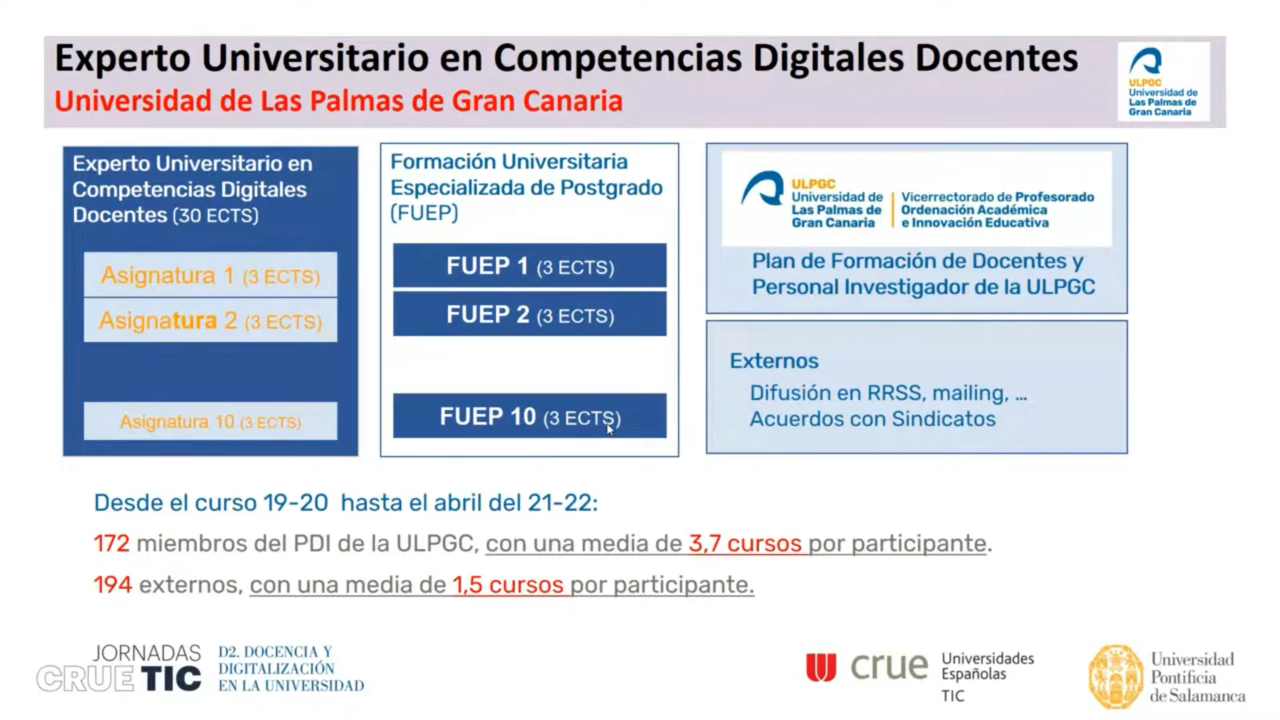 Experto Universitario en Competencias Digitales Docentes
Universidad de Las Palmas de Gran Canaria
ULPGC
Universidad de
Las Palmas de
Gran Canaria
Experto Universitario en
Competencias Digitales
Docentes (30 ECTS)
Asignatura 1 (3 ECTS)
Asignatura 2 (3 ECTS)
Asignatura 10 (3 ECTS)
Formación Universitaria
Especializada de Postgrado
(FUEP)
FUEP 1 (3 ECTS)
FUEP 2 (3 ECTS)
FUEP 10 (3 ECTS)
ULPGC
Universidad de
Las Palmas de
Gran Canaria
Vicerrectorado de Profesorado
Ordenación Académica
e Innovación Educativa
Plan de Formación de Docentes y
Personal Investigador de la ULPGC
Externos
Difusión en RRSS, mailing, ...
Acuerdos con Sindicatos
Desde el curso 19-20 hasta el abril del 21-22:
172 miembros del PDI de la ULPGC, con una media de 3,7 cursos por participante.
194 externos, con una media de 1,5 cursos por participante.
JORNADAS
CRUE TIC
D2. DOCENCIA Y
DIGITALIZACIÓN
EN LA UNIVERSIDAD
crue
Universidades
Españolas
TIC
Universidad
Pontificia
de Salamanca